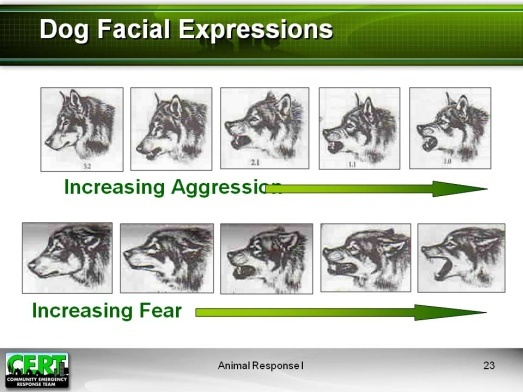 Dog Facial Expressions
3.2
2.1
1.1
1.0
Increasing Aggression
Increasing Fear
CERT
COMMUNITY EMERGENCY
RESPONSE TEAM
Animal Response I
23